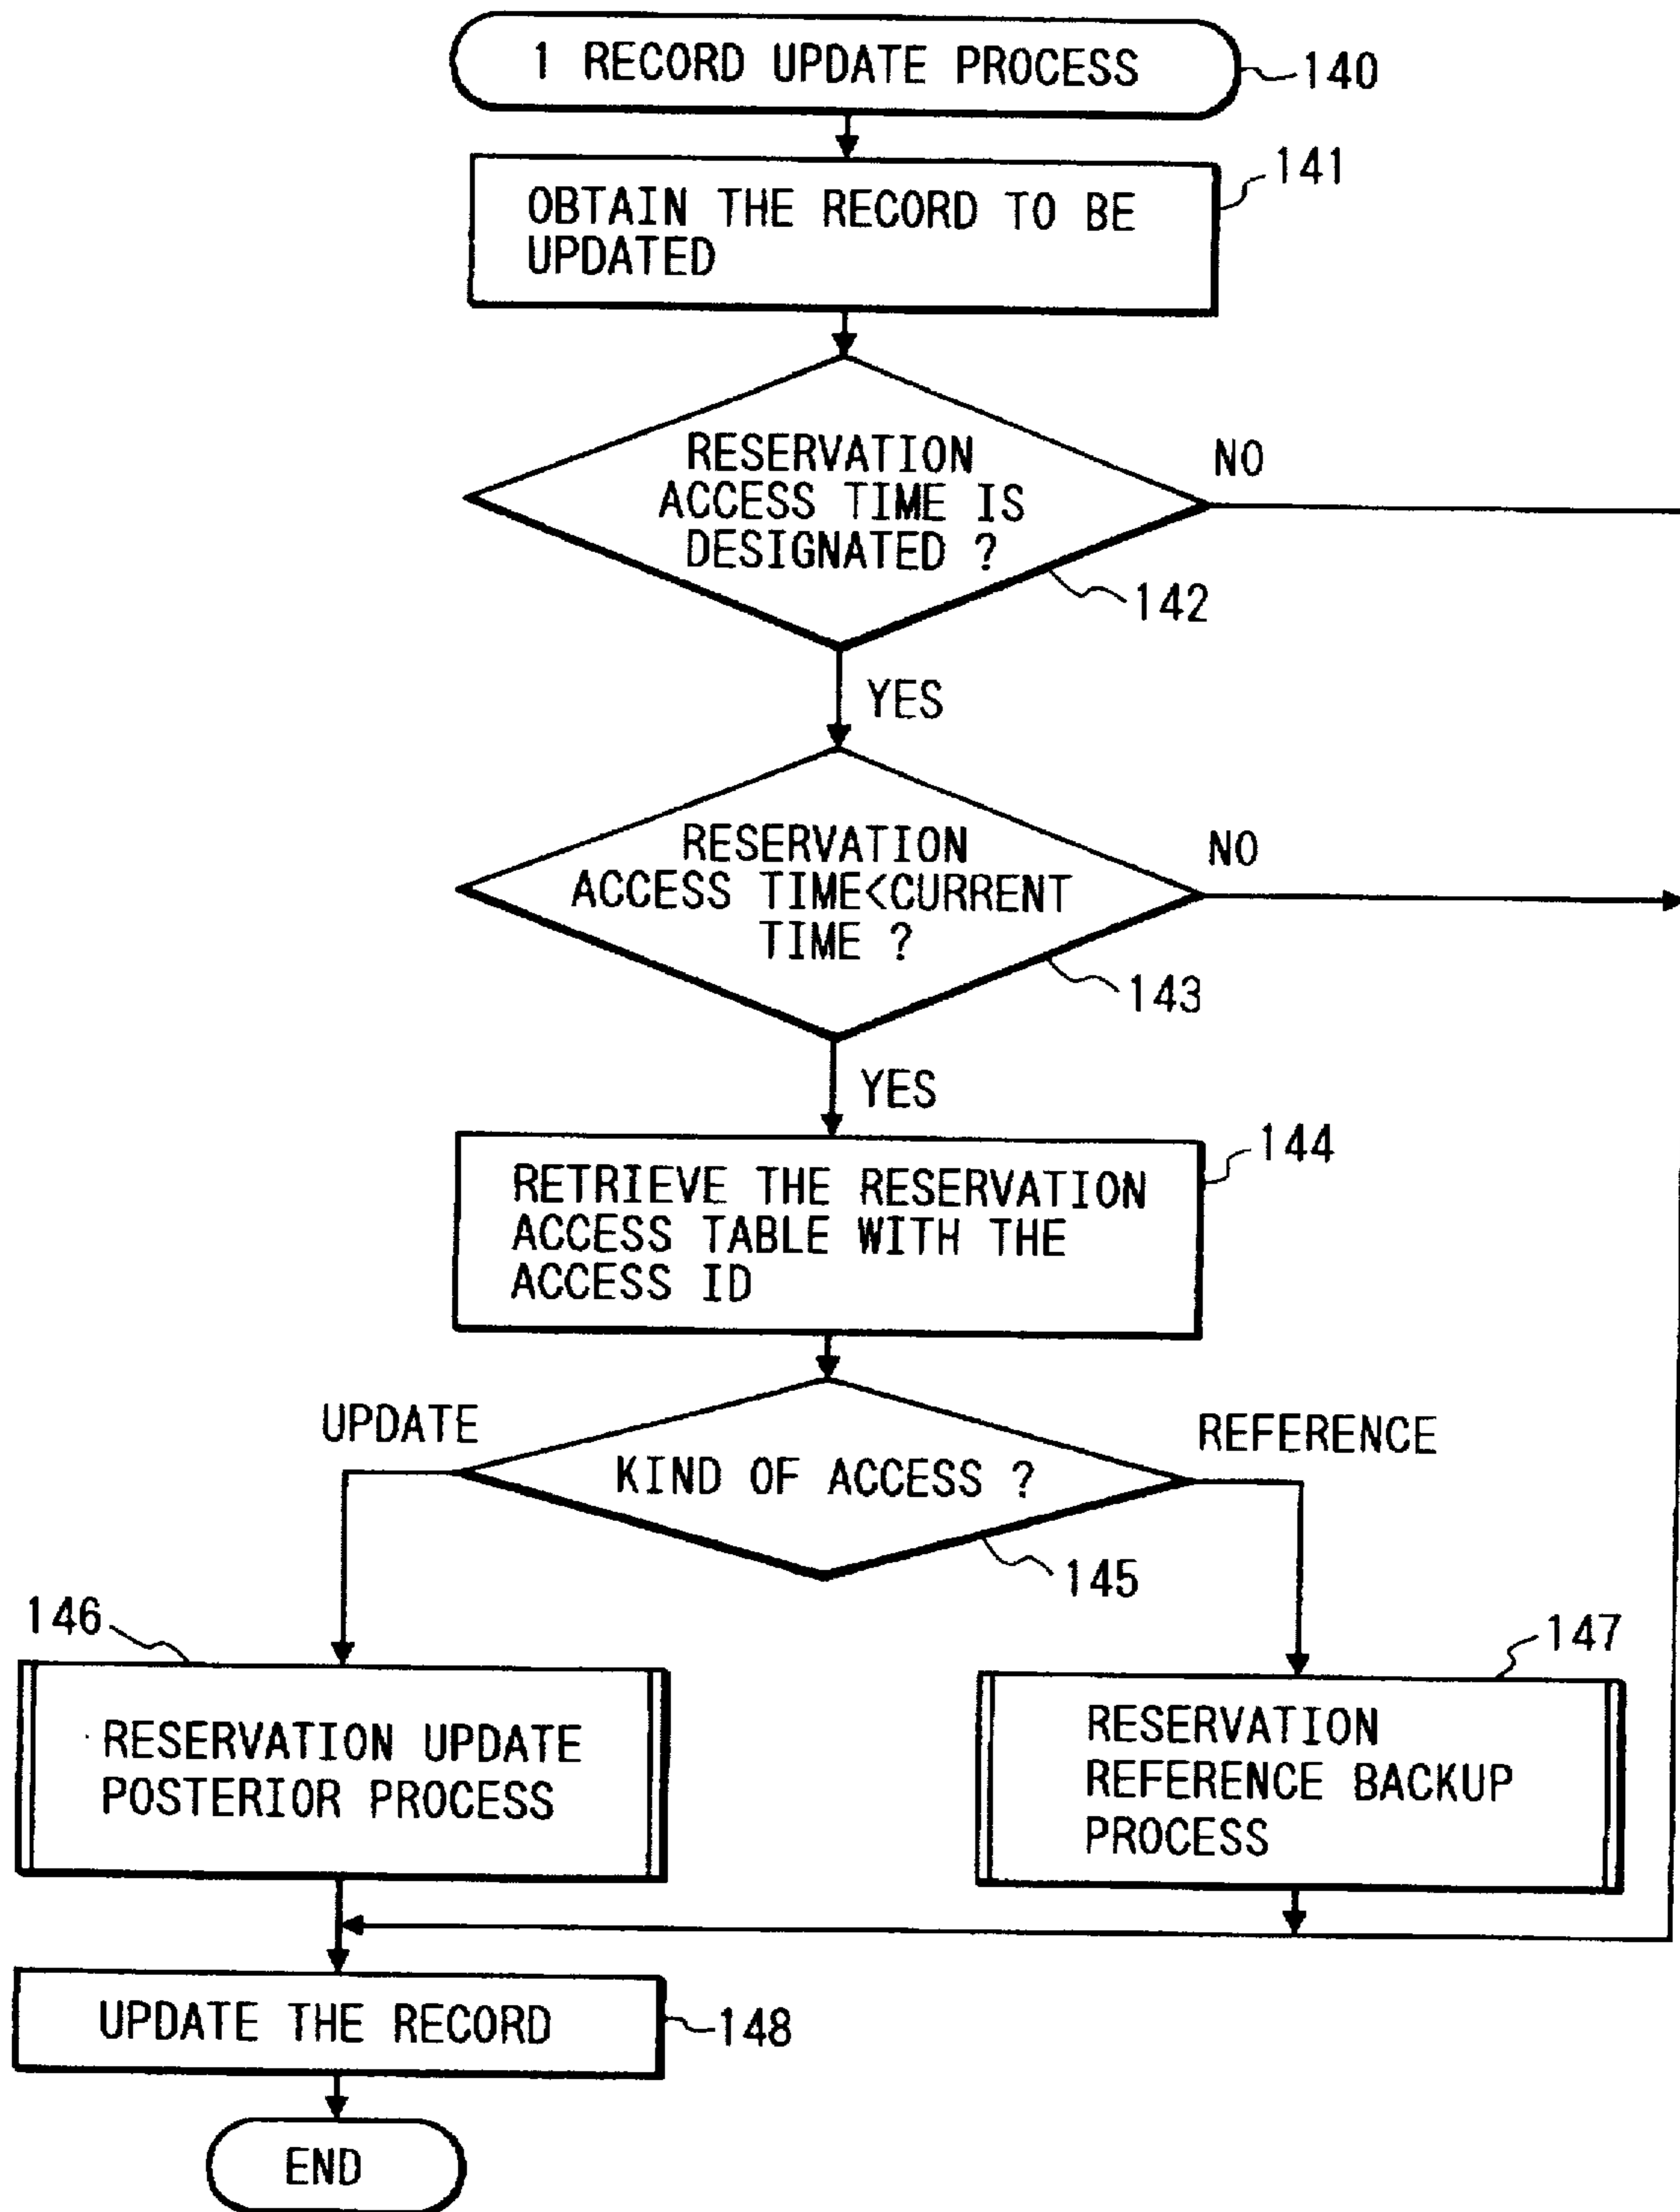 1 RECORD UPDATE PROCESS
140
141
OBTAIN THE RECORD TO BE
UPDATED
RESERVATION
ACCESS TIME IS
DESIGNATED ?
NO
142
YES
RESERVATION
ACCESS TIME<CURRENT
TIME ?
NO
143
YES
144
RETRIEVE THE RESERVATION
ACCESS TABLE WITH THE
ACCESS ID
UPDATE
KIND OF ACCESS ?
REFERENCE
145
146
RESERVATION UPDATE
POSTERIOR PROCESS
147
RESERVATION
REFERENCE BACKUP
PROCESS
UPDATE THE RECORD
148
END